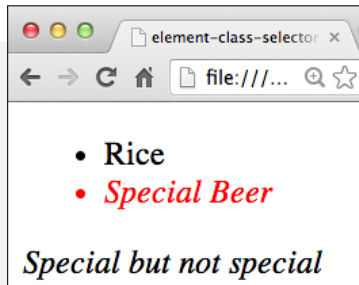 element-class-selector
file:///...
Rice
Special Beer
Special but not special